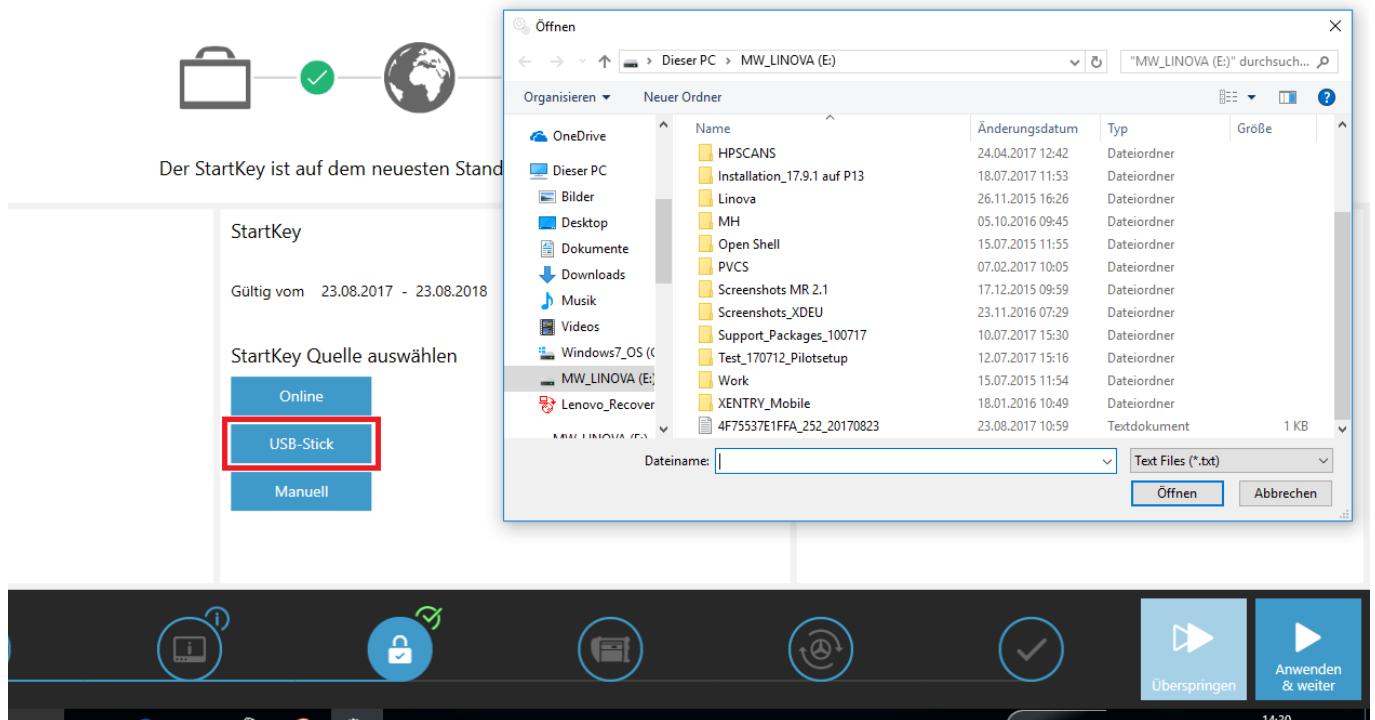 Öffnen
Dieser PC > MW_LINOVA (E:)
"MW_LINOVA (E:)" durchsuch...
Organisieren Neuer Ordner
Name Änderungsdatum Typ Größe
OneDrive
Dieser PC
Bilder
Desktop
Dokumente
Downloads
Musik
Videos
Windows7_OS (C
MW_LINOVA (E:)
Lenovo_Recover
MW_LINOVA (E:)
HPSCANS 24.04.2017 12:42 Dateiordner
Installation_17.9.1 auf P13 18.07.2017 11:53 Dateiordner
Linova 26.11.2015 16:26 Dateiordner
MH 05.10.2016 09:45 Dateiordner
Open Shell 15.07.2015 11:55 Dateiordner
PVCS 07.02.2017 10:05 Dateiordner
Screenshots MR 2.1 17.12.2015 09:59 Dateiordner
Screenshots_XDEU 23.11.2016 07:29 Dateiordner
Support_Packages_100717 10.07.2017 15:30 Dateiordner
Test_170712_Pilotsetup 12.07.2017 15:16 Dateiordner
Work 15.07.2015 11:54 Dateiordner
XENTRY_Mobile 18.01.2016 10:49 Dateiordner
4F75537E1FFA_252_20170823 23.08.2017 10:59 Textdokument 1 KB
Dateiname: Text Files (*.txt)
Öffnen Abbrechen
Der StartKey ist auf dem neuesten Stand
StartKey
Gültig vom 23.08.2017 - 23.08.2018
StartKey Quelle auswählen
Online
USB-Stick
Manuell
Überspringen
Anwenden
& weiter
14:20